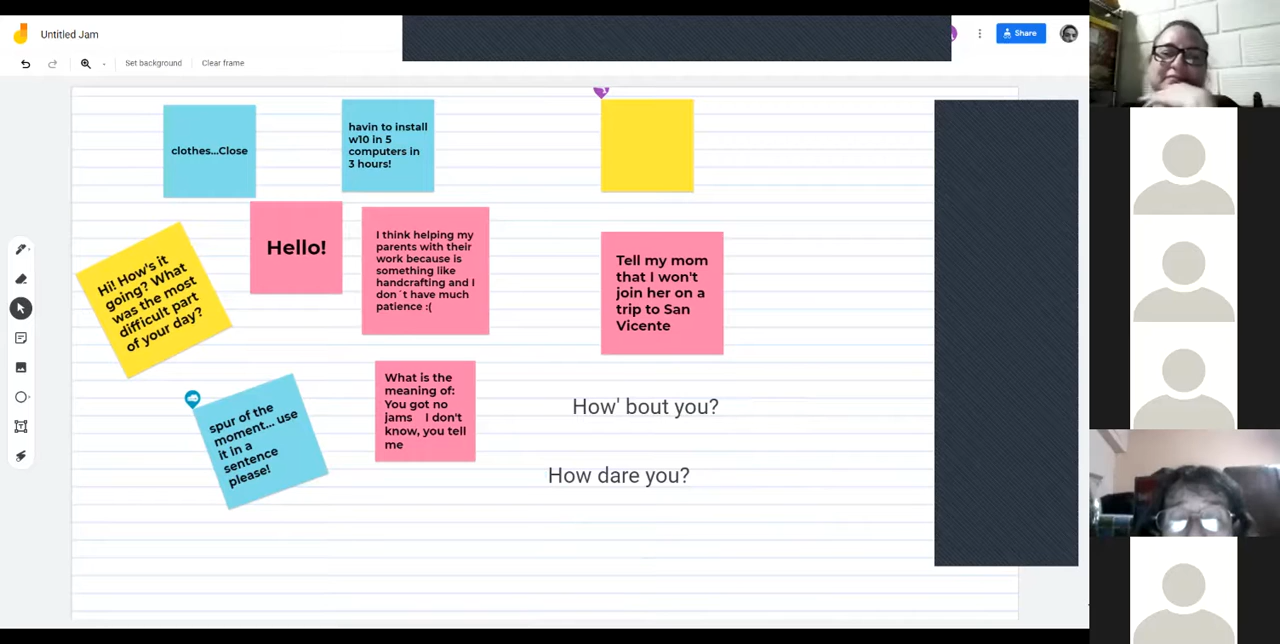 Untitled Jam
Share
Set background
Clear frame
clothes...Close
havin to install
w10 in 5
computers in
3 hours!
Hello!
I think helping my
parents with their
work because is
something like
handcrafting and I
don´t have much
patience :(
Hi! How's it
going? What
was the most
difficult part
of your day?
Tell my mom
that I won't
join her on a
trip to San
Vicente
spur of the
moment... use
it in a
sentence
please!
What is the
meaning of:
You got no
jams I don't
know, you tell
me
How' bout you?
How dare you?